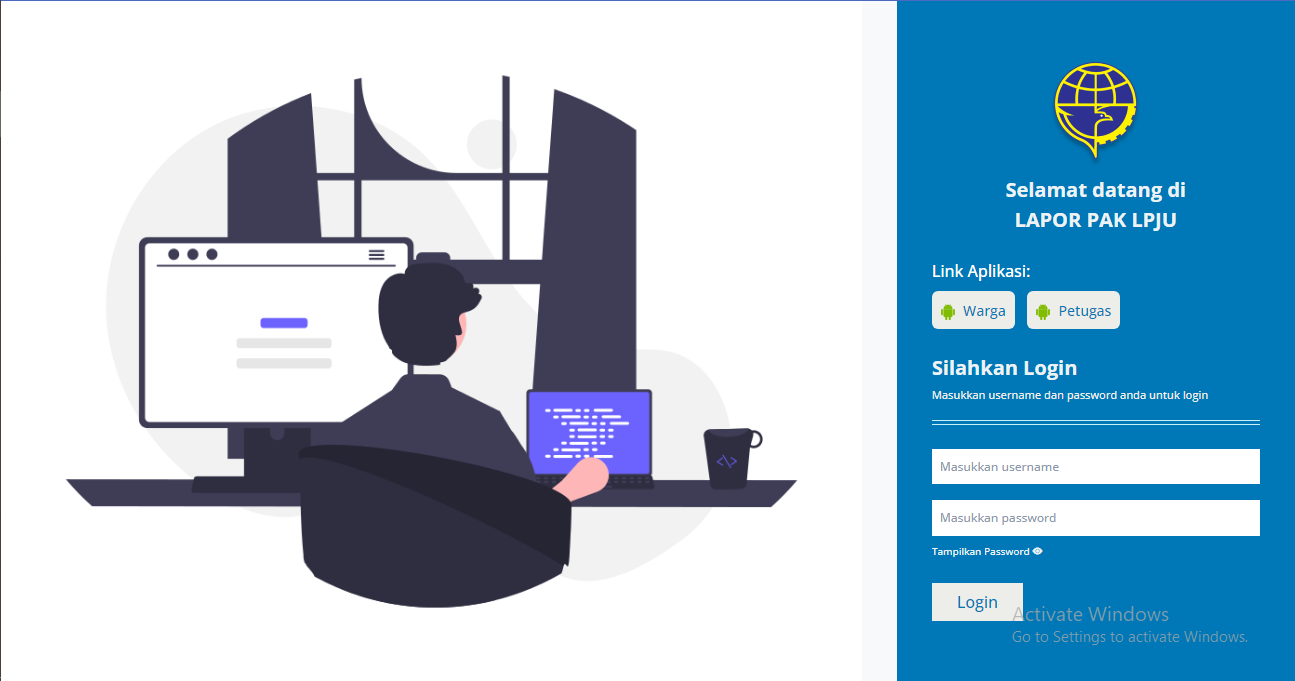 Selamat datang di
LAPOR PAK LPJU
Link Aplikasi:
Warga Petugas
Silahkan Login
Masukkan username dan password anda untuk login
Masukkan username
Masukkan password
Tampilkan Password
Login
Activate Windows
Go to Settings to activate Windows.